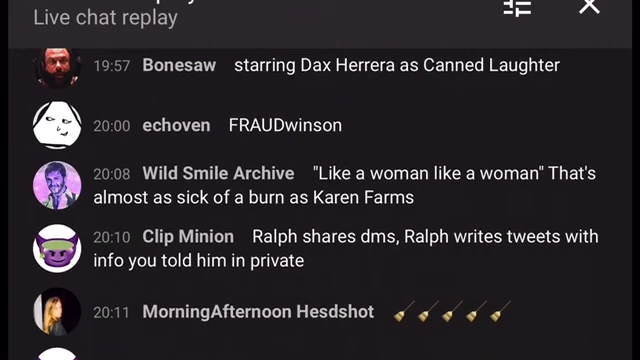 Live chat replay
19:57 Bonesaw starring Dax Herrera as Canned Laughter
20:00 echoven FRAUDwinson
20:08 Wild Smile Archive "Like a woman like a woman" That's
almost as sick of a burn as Karen Farms
20:10 Clip Minion Ralph shares dms, Ralph writes tweets with
info you told him in private
20:11 MorningAfternoon Hesdshot 🧹🧹🧹🧹🧹